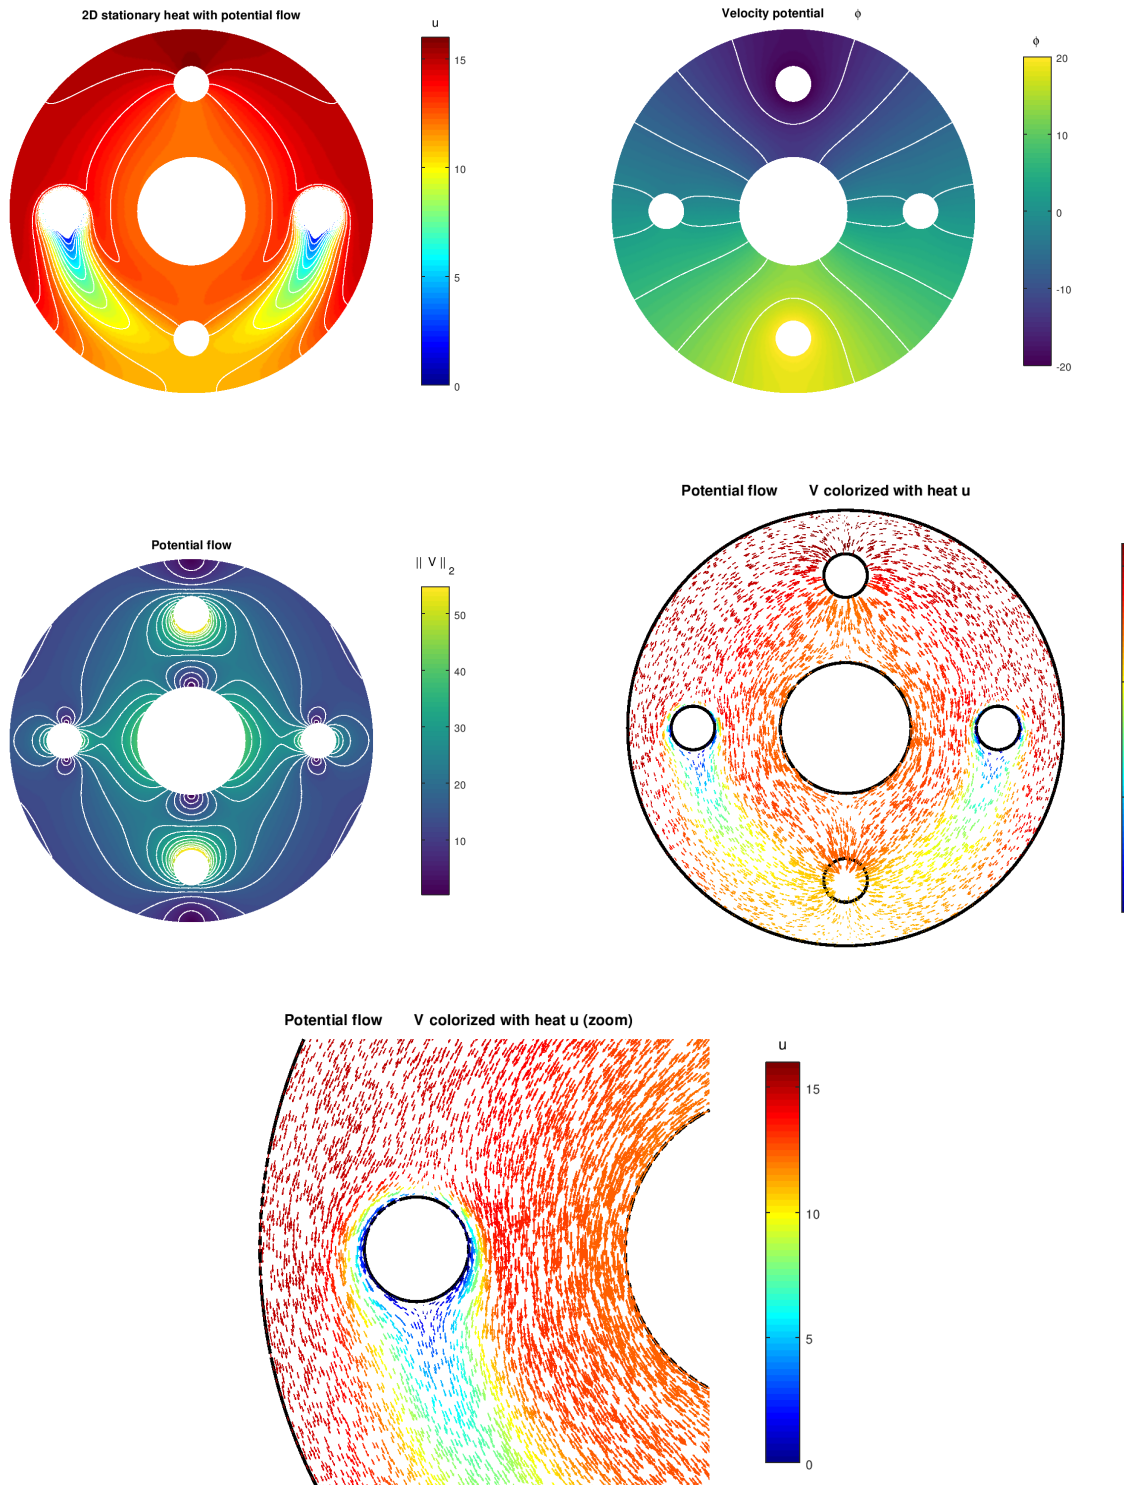 2D stationary heat with potential flow
u
15
10
5
0
Velocity potential ϕ
ϕ
20
10
0
-10
-20
Potential flow
|| V ||2
50
40
30
20
10
Potential flow V colorized with heat u
Potential flow V colorized with heat u (zoom)
u
15
10
5
0